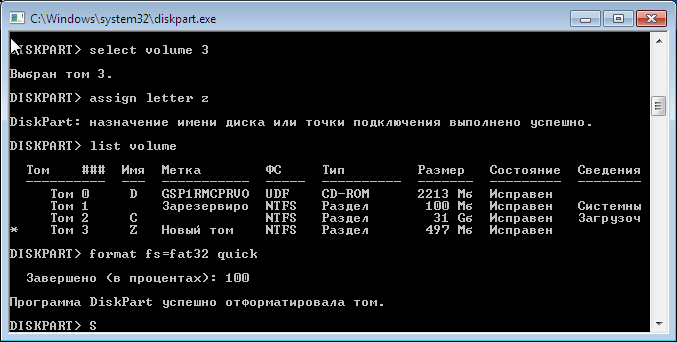 C:\Windows\system32\diskpart.exe
DISKPART> select volume 3
Выбран том 3.
DISKPART> assign letter z
DiskPart: назначение имени диска или точки подключения выполнено успешно.
DISKPART> list volume
Том ### Имя Метка ФС Тип Размер Состояние Сведения
---------- --- ----------- ----- ---------- ------- --------- --------
Том 0 D GSP1RMCPRVO UDF CD-ROM 2213 Мб Исправен
Том 1 Зарезервиро NTFS Раздел 100 Мб Исправен Системны
Том 2 C NTFS Раздел 31 Gб Исправен Загрузоч
* Том 3 Z Новый том NTFS Раздел 497 Мб Исправен
DISKPART> format fs=fat32 quick
Завершено (в процентах): 100
Программа DiskPart успешно отформатировала том.
DISKPART> S